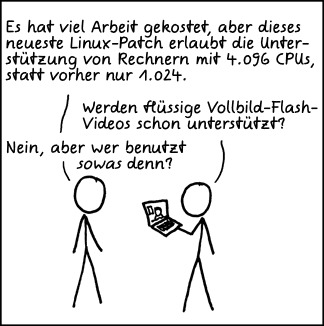 Es hat viel Arbeit gekostet, aber dieses
neueste Linux-Patch erlaubt die Unter-
stützung von Rechnern mit 4.096 CPUs,
statt vorher nur 1.024.
Werden flüssige Vollbild-Flash-
Videos schon unterstützt?
Nein, aber wer benutzt
sowas denn?